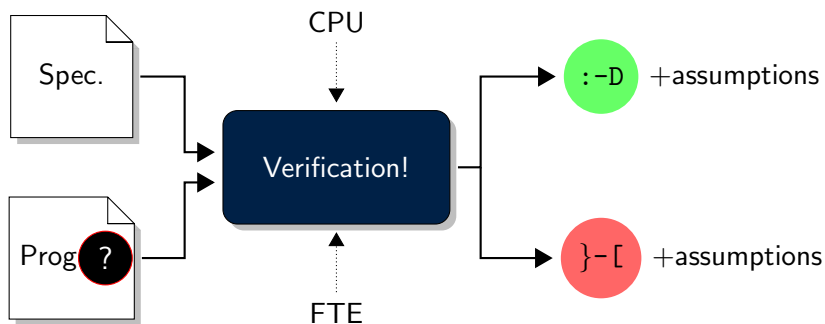 CPU
Spec.
:-D +assumptions
Verification!
Prog ?
}-[ +assumptions
FTE